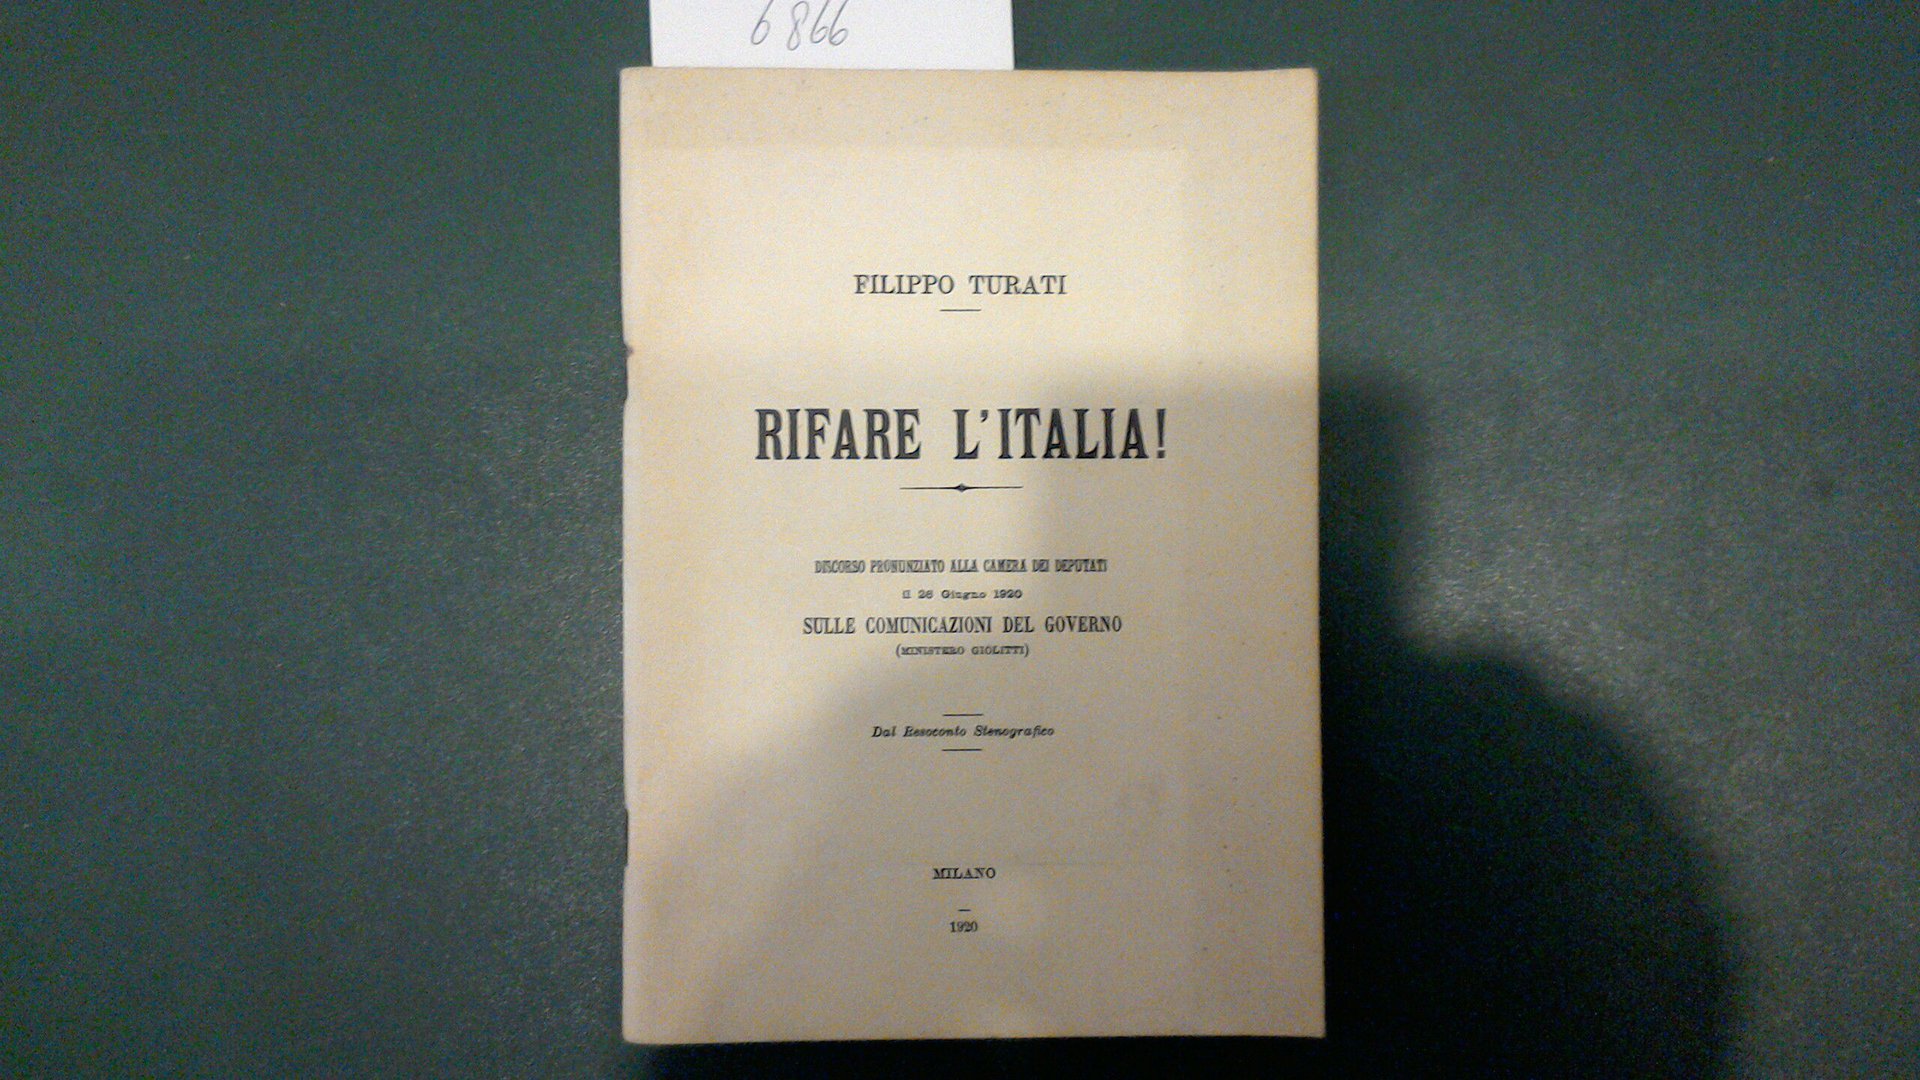 6866
FILIPPO TURATI
RIFARE L'ITALIA!
DISCORSO PRONUNZIATO ALLA CAMERA DEI DEPUTATI
il 26 Giugno 1920
SULLE COMUNICAZIONI DEL GOVERNO
(MINISTERO GIOLITTI)
Dal Resoconto Stenografico
MILANO
1920